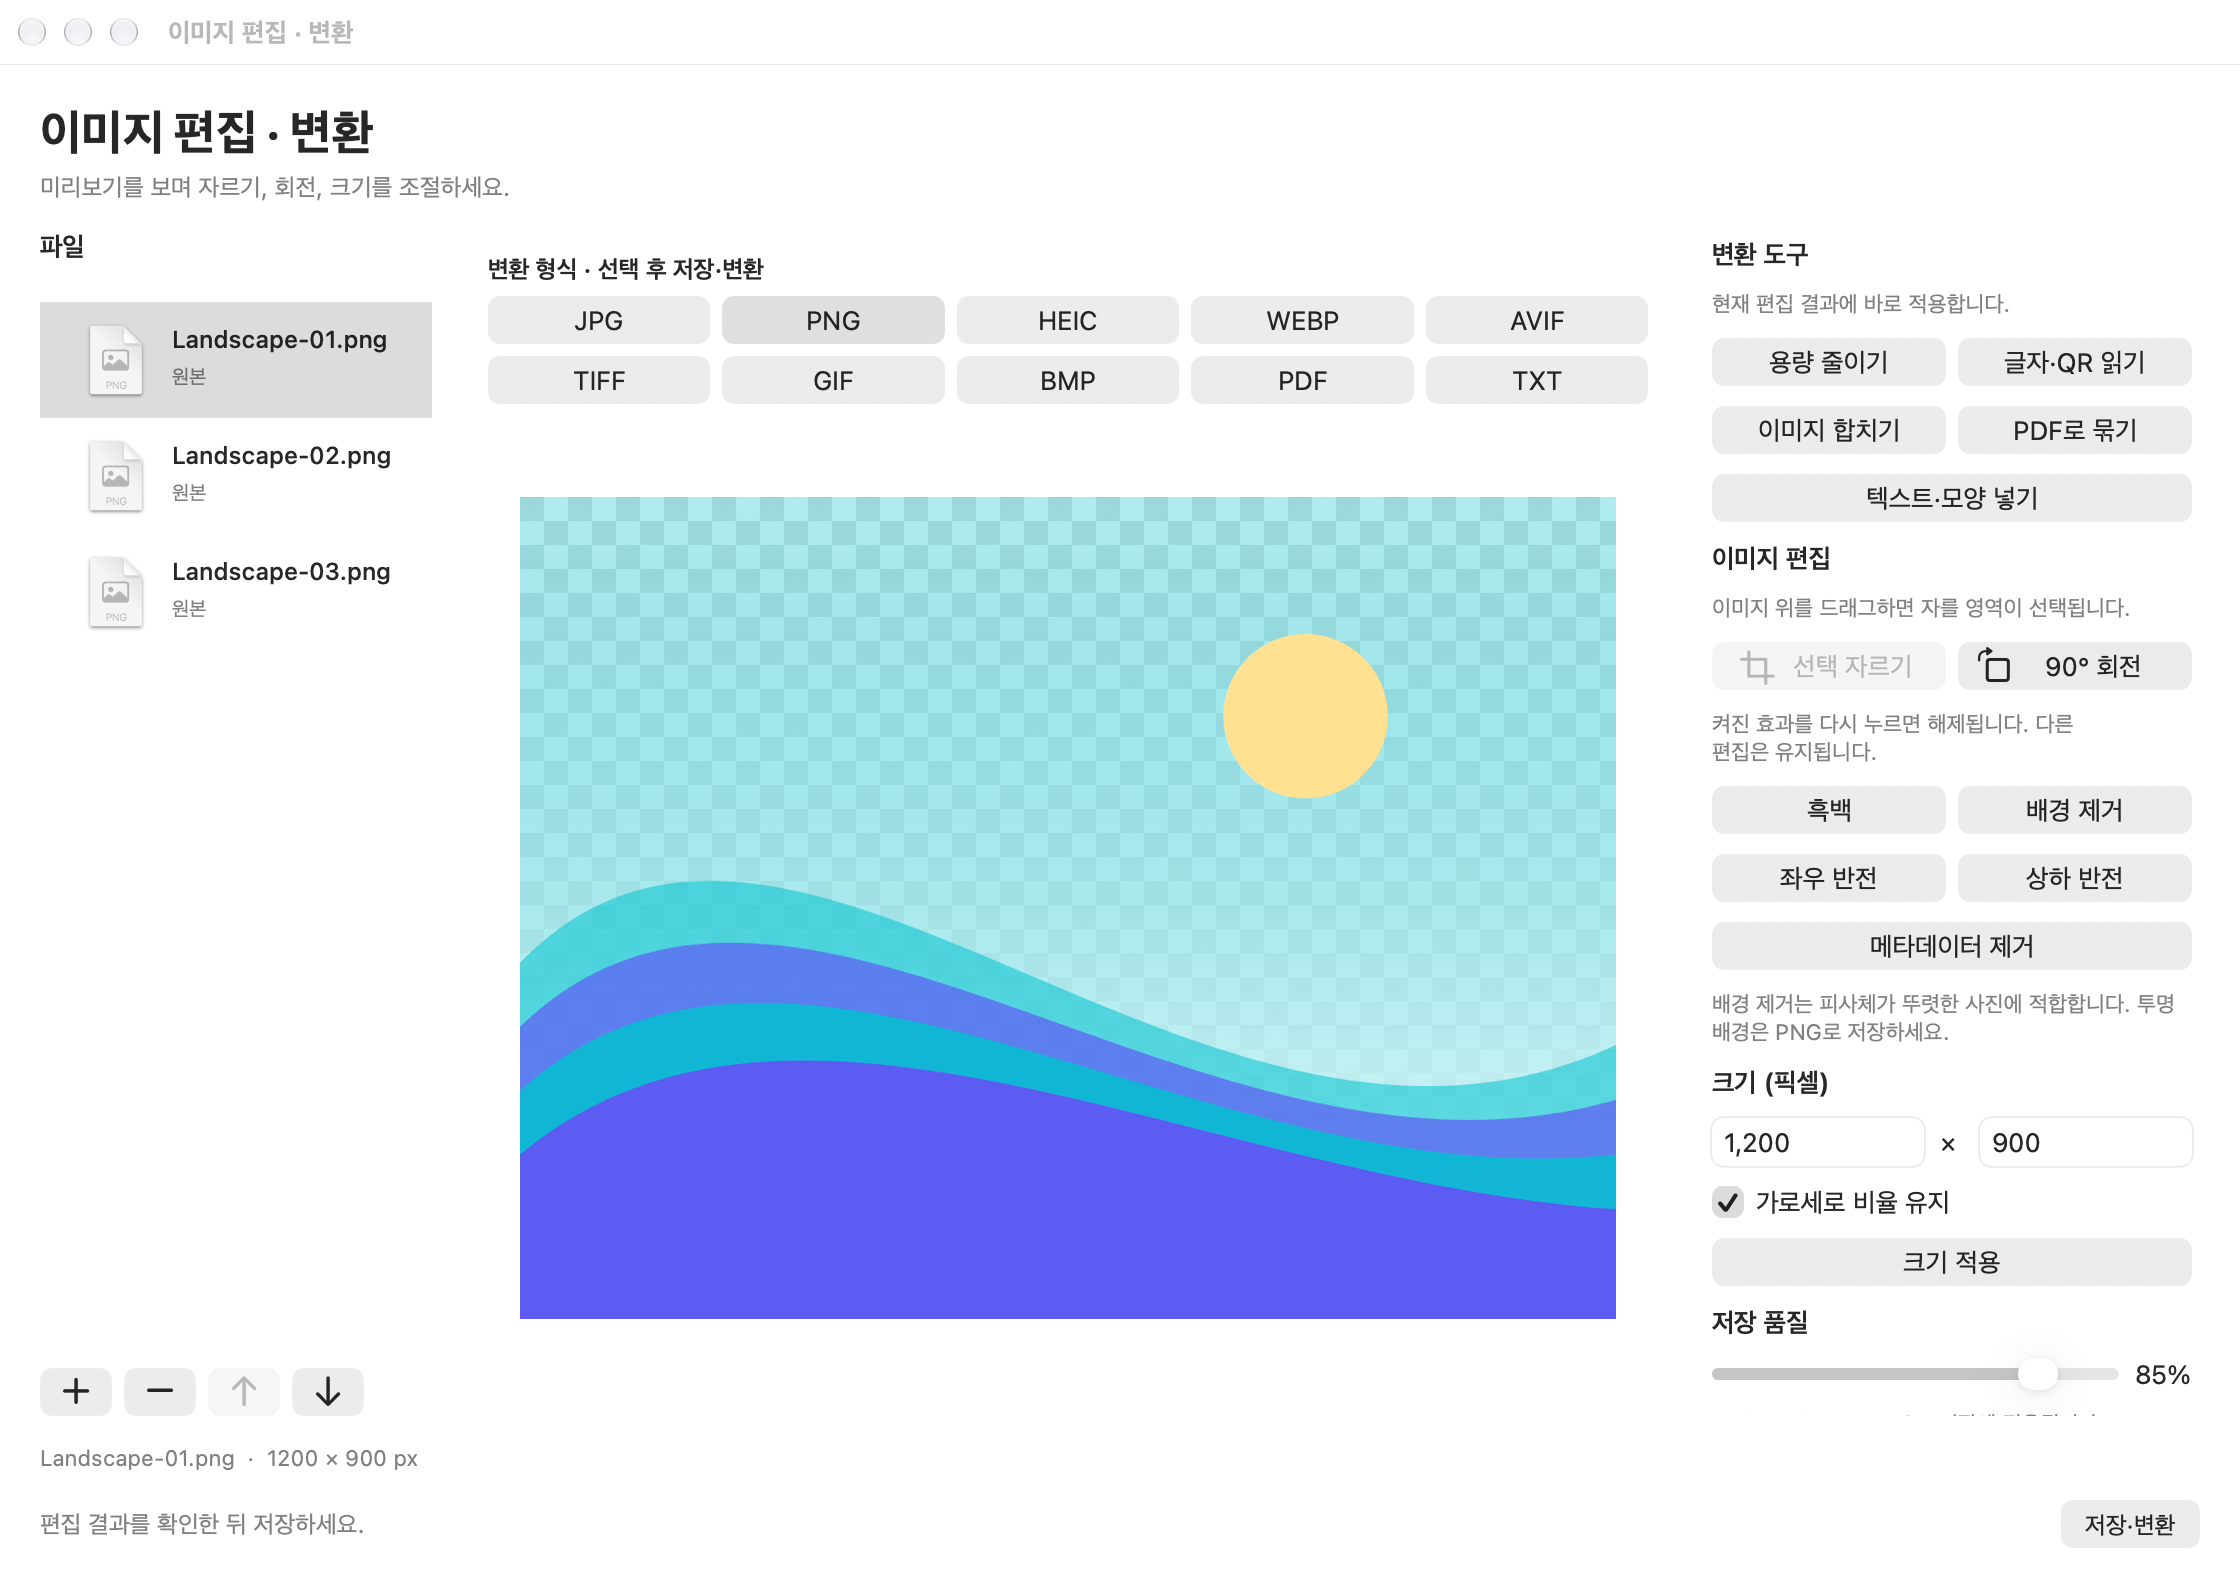 이미지 편집 · 변환
이미지 편집 · 변환
미리보기를 보며 자르기, 회전, 크기를 조절하세요.
파일
Landscape-01.png
원본
Landscape-02.png
원본
Landscape-03.png
원본
PNG
PNG
PNG
변환 형식 · 선택 후 저장·변환
JPG PNG HEIC WEBP AVIF
TIFF GIF BMP PDF TXT
변환 도구
현재 편집 결과에 바로 적용합니다.
용량 줄이기 글자·QR 읽기
이미지 합치기 PDF로 묶기
텍스트·모양 넣기
이미지 편집
이미지 위를 드래그하면 자를 영역이 선택됩니다.
선택 자르기 90° 회전
켜진 효과를 다시 누르면 해제됩니다. 다른
편집은 유지됩니다.
흑백 배경 제거
좌우 반전 상하 반전
메타데이터 제거
배경 제거는 피사체가 뚜렷한 사진에 적합합니다. 투명
배경은 PNG로 저장하세요.
크기 (픽셀)
1,200 × 900
가로세로 비율 유지
크기 적용
저장 품질
85%
Landscape-01.png · 1200 × 900 px
편집 결과를 확인한 뒤 저장하세요.
저장·변환